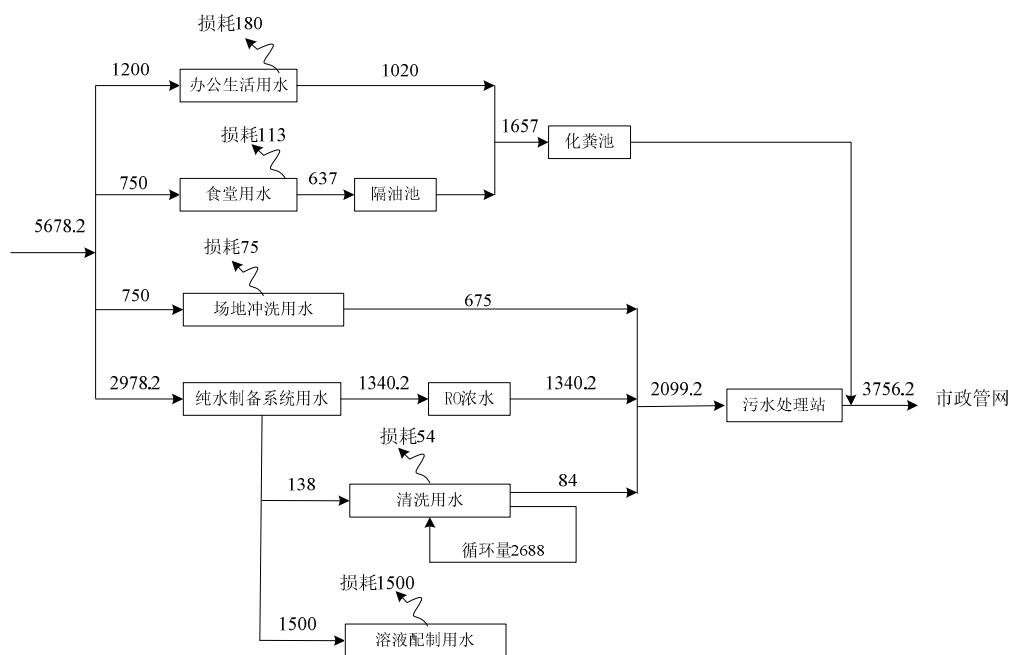 损耗180
1200
办公生活用水
1020
1657
化粪池
损耗113
750
食堂用水
637
隔油池
5678.2
损耗75
750
场地冲洗用水
675
2978.2
纯水制备系统用水
1340.2
RO浓水
1340.2
2099.2
污水处理站
3756.2
市政管网
损耗54
138
清洗用水
84
循环量2688
损耗1500
1500
溶液配制用水